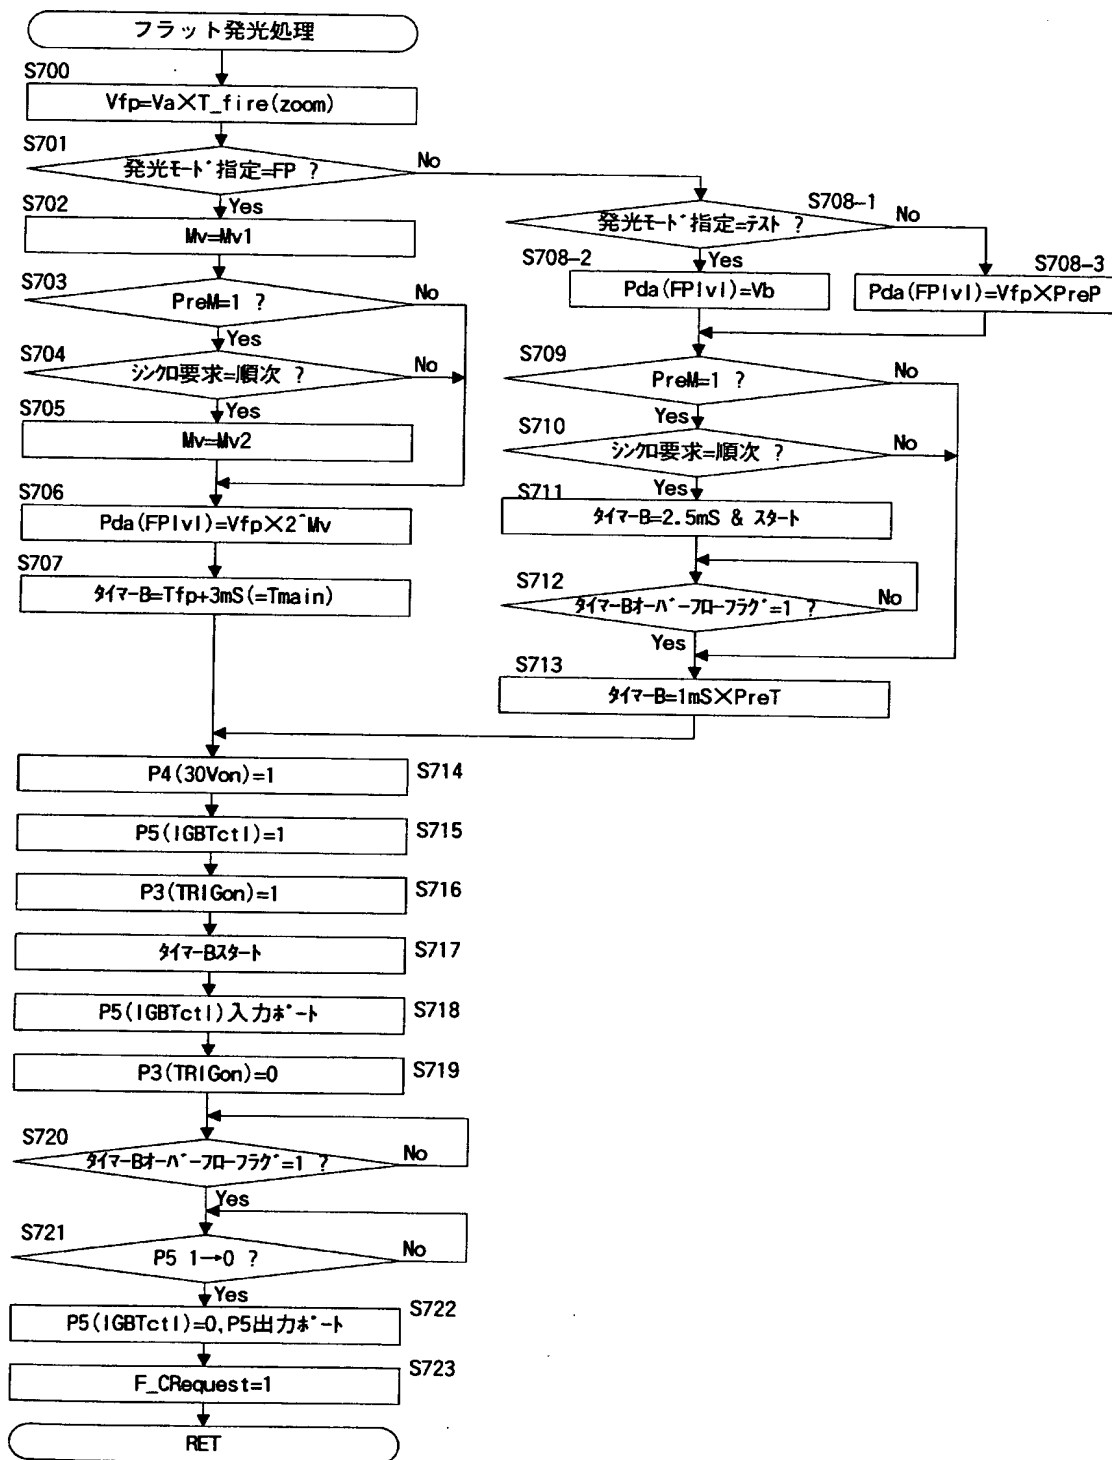 フラット発光処理
S700
Vfp=Va×T_fire(zoom)
S701
発光モード指定=FP ?
No
Yes
S702
Mv=Mv1
S703
PreM=1 ?
No
Yes
S704
シンクロ要求=順次 ?
No
Yes
S705
Mv=Mv2
S706
Pda(FPlvl)=Vfp×2^Mv
S707
タイマーB=Tfp+3mS(=Tmain)
S708-1
発光モード指定=テスト ?
No
Yes
S708-2
Pda(FPlvl)=Vb
S708-3
Pda(FPlvl)=Vfp×PreP
S709
PreM=1 ?
No
Yes
S710
シンクロ要求=順次 ?
No
Yes
S711
タイマーB=2.5mS & スタート
S712
タイマーBオーバーフローフラグ=1 ?
No
Yes
S713
タイマーB=1mS×PreT
P4(30Von)=1
S714
P5(IGBTctl)=1
S715
P3(TRIGon)=1
S716
タイマーBスタート
S717
P5(IGBTctl)入力ポート
S718
P3(TRIGon)=0
S719
S720
タイマーBオーバーフローフラグ=1 ?
No
Yes
S721
P5 1→0 ?
No
Yes
P5(IGBTctl)=0,P5出力ポート
S722
F_CRequest=1
S723
RET